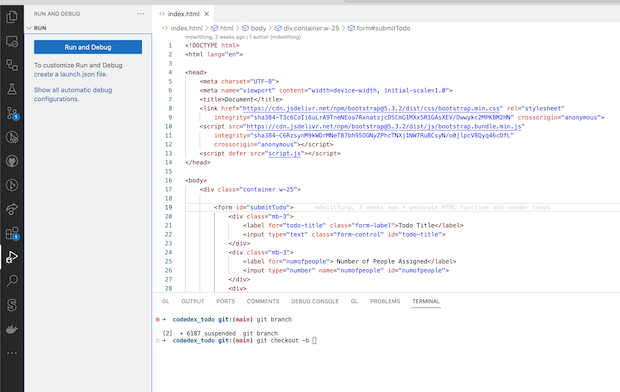 RUN AND DEBUG ...
RUN
Run and Debug
To customize Run and Debug
create a launch.json file.
Show all automatic debug
configurations.
1
1
index.html
index.html > html > body > div.container.w-25 > form#submitTodo
mdwilfong, 2 weeks ago | 1 author (mdwilfong)
1 <!DOCTYPE html>
2 <html lang="en">
3
4 <head>
5 <meta charset="UTF-8">
6 <meta name="viewport" content="width=device-width, initial-scale=1.0">
7 <title>Document</title>
8 <link href="https://cdn.jsdelivr.net/npm/bootstrap@5.3.2/dist/css/bootstrap.min.css" rel="stylesheet"
9 crossorigin="anonymous">
10 <script src="https://cdn.jsdelivr.net/npm/bootstrap@5.3.2/dist/js/bootstrap.bundle.min.js"
11
12 crossorigin="anonymous"></script>
13 <script defer src="script.js"></script>
14 </head>
15
16 <body>
17 <div class="container w-25">
18
19 <form id="submitTodo"> mdwilfong, 3 weeks ago • generate HTML function and render todos
20 <div class="mb-3">
21 <label for="todo-title" class="form-label">Todo Title</label>
22 <input type="text" class="form-control" id="todo-title">
23 </div>
24 <div class="mb-3">
25 <label for="numofpeople"> Number of People Assigned</label>
26 <input type="number" name="numofpeople" id="numofpeople">
27 </div>
28 <div>
GL OUTPUT PORTS COMMENTS DEBUG CONSOLE GL PROBLEMS TERMINAL
codedex_todo git:(main) git branch
[2] + 6187 suspended git branch
codedex_todo git:(main) git checkout -b